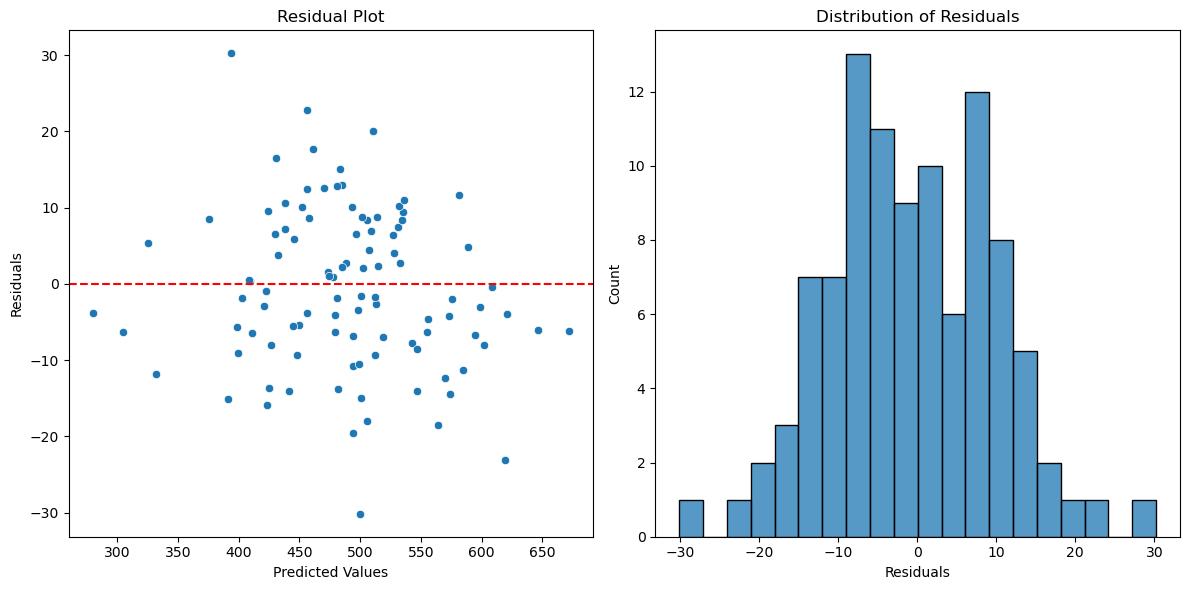 Residual Plot
Residuals
30
20
10
0
−10
−20
−30
300 350 400 450 500 550 600 650
Predicted Values
Distribution of Residuals
Count
12
10
8
6
4
2
0
−30 −20 −10 0 10 20 30
Residuals